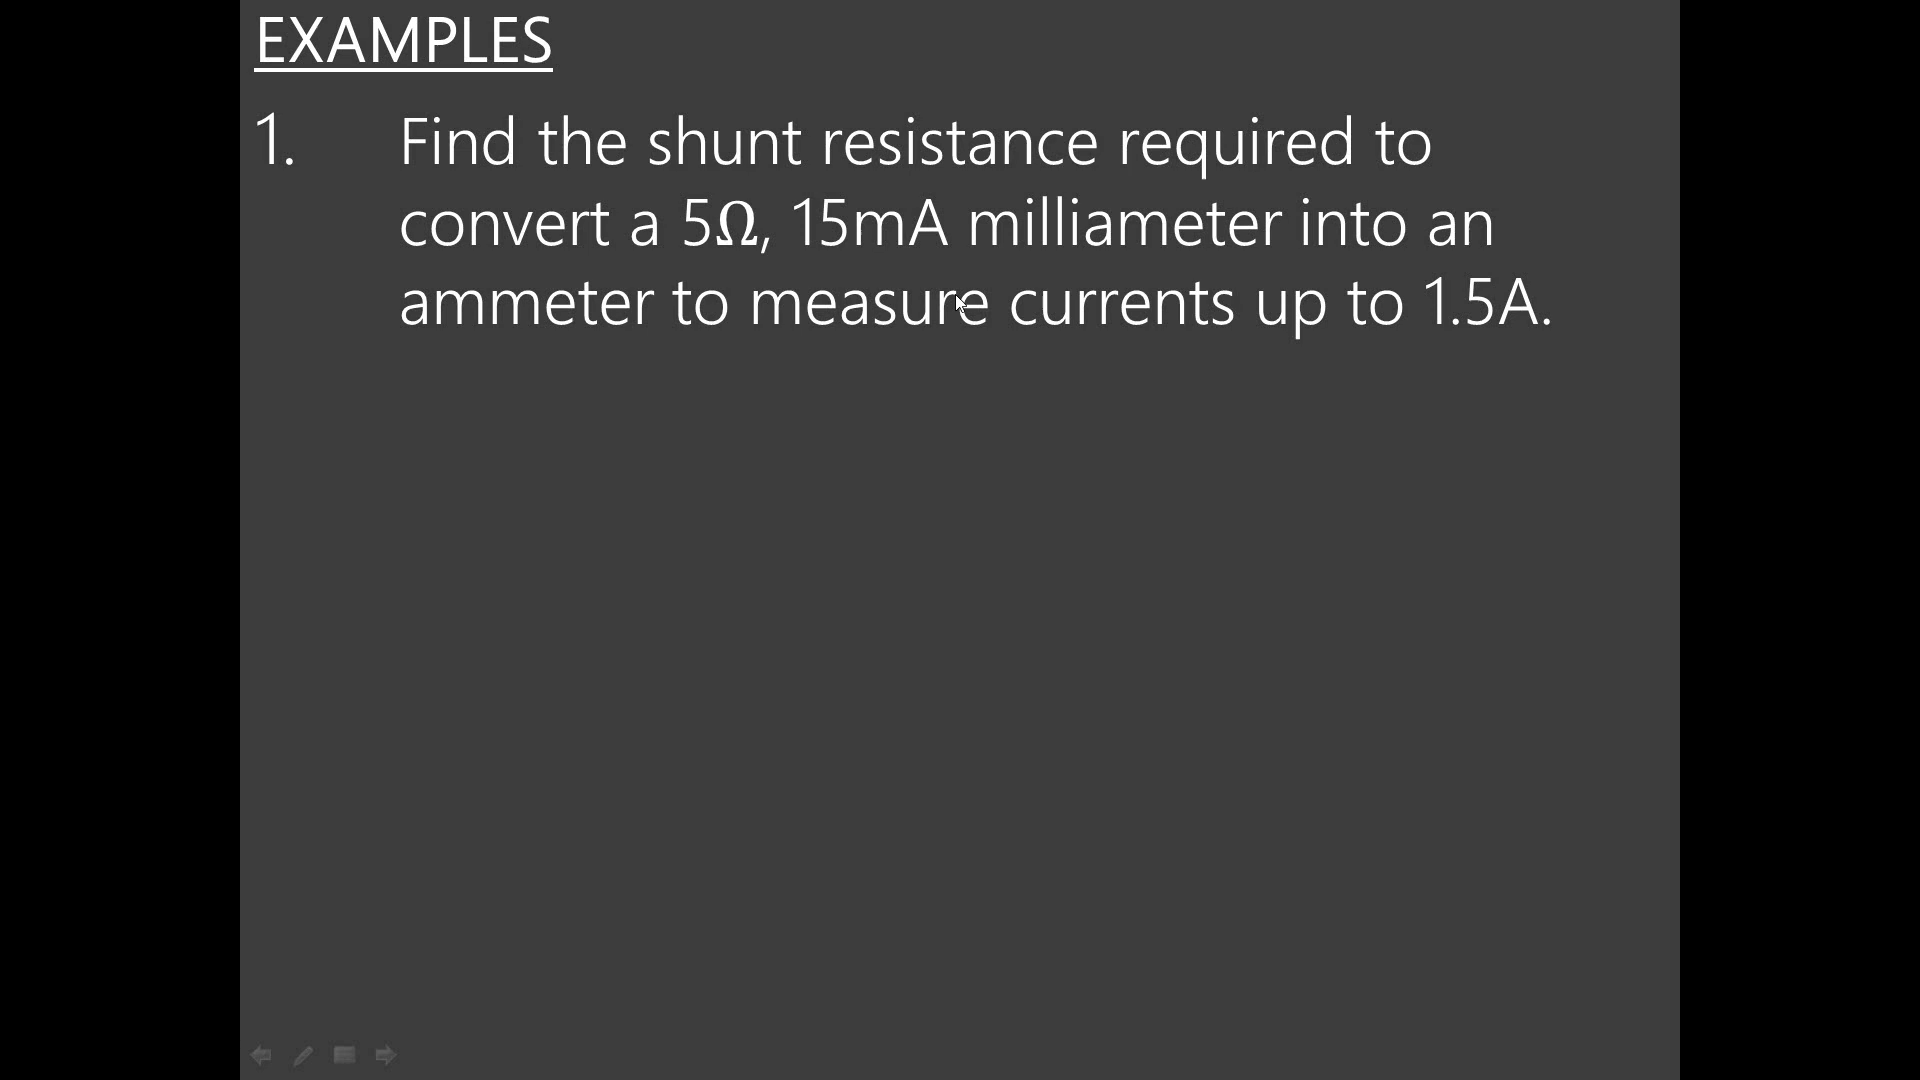 EXAMPLES
1. Find the shunt resistance required to
convert a 5Ω, 15mA milliameter into an
ammeter to measure currents up to 1.5A.